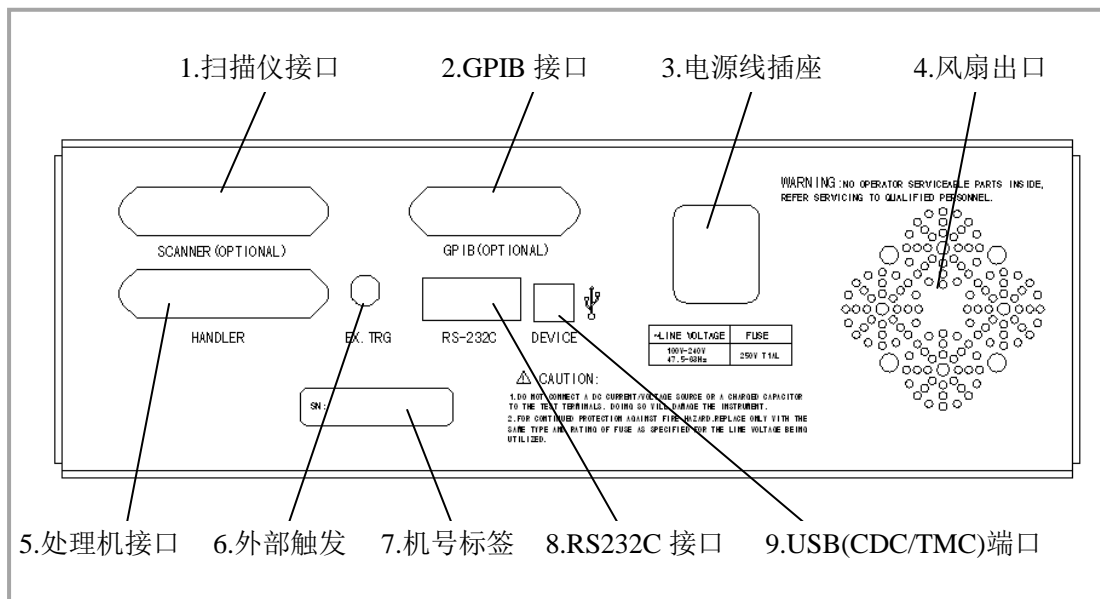 1.扫描仪接口 2.GPIB 接口 3.电源线插座 4.风扇出口
WARNING:NO OPERATOR SERVICEABLE PARTS INSIDE,
REFER SERVICING TO QUALIFIED PERSONNEL.
SCANNER(OPTIONAL) GPIB(OPTIONAL)
HANDLER EX.TRG RS-232C DEVICE
~LINE VOLTAGE FUSE
100V-240V
47.5-63Hz
250V T1AL
CAUTION:
1.DO NOT CONNECT A DC CURRENT/VOLTAGE SOURCE OR A CHARGED CAPACITOR
TO THE TEST TERMINALS. DOING SO WILL DAMAGE THE INSTRUMENT.
2.FOR CONTINUED PROTECTION AGAINST FIRE HAZARD.REPLACE ONLY WITH THE
SAME TYPE AND RATING OF FUSE AS SPECIFIED FOR THE LINE VOLTAGE BEING
UTILIZED.
SN:
5.处理机接口 6.外部触发 7.机号标签 8.RS232C 接口 9.USB(CDC/TMC)端口